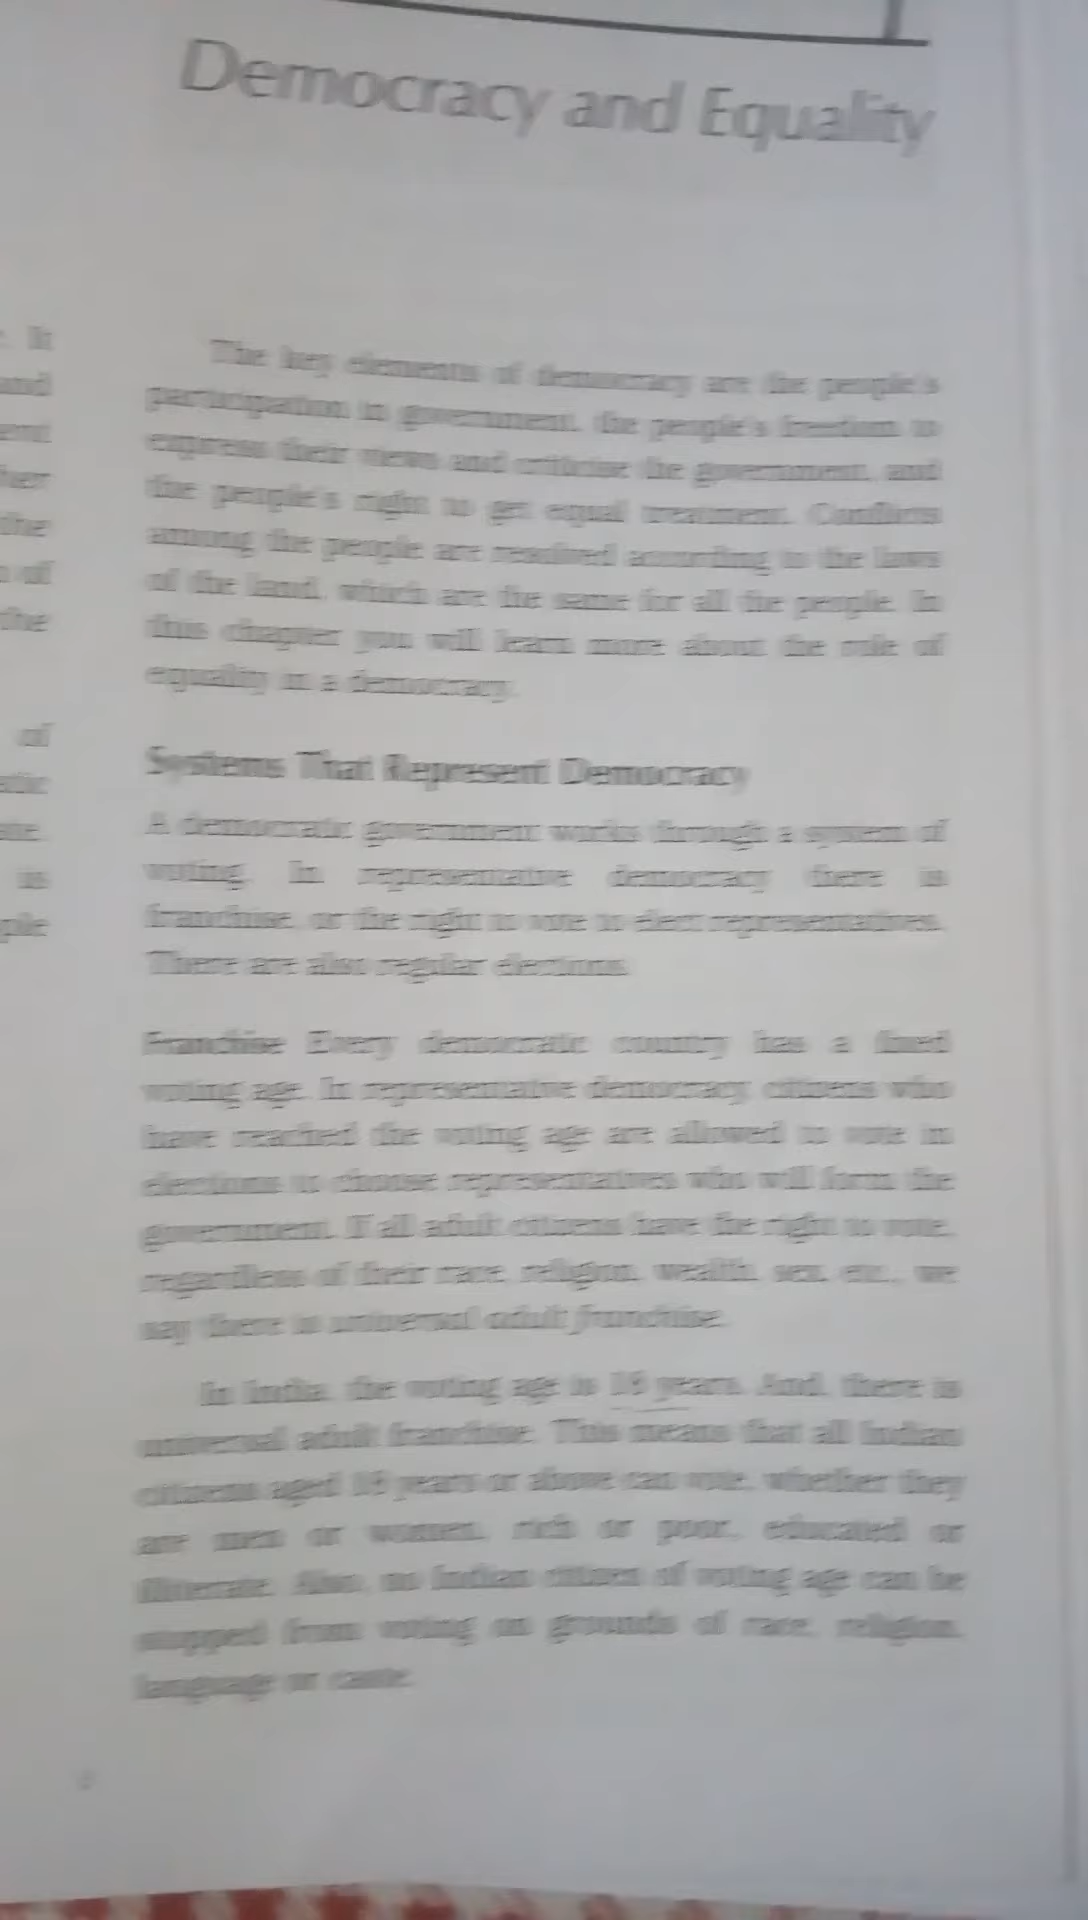 Democracy and Equality
The key elements of democracy are the people's
participation in government, the people's freedom to
express their views and criticise the government, and
the people's right to get equal treatment. Conflicts
among the people are resolved according to the laws
of the land, which are the same for all the people. In
this chapter you will learn more about the role of
equality in a democracy.
Systems That Represent Democracy
A democratic government works through a system of
voting. In representative democracy there is
franchise, or the right to vote to elect representatives.
There are also regular elections.
Franchise Every democratic country has a fixed
voting age. In representative democracy, citizens who
have reached the voting age are allowed to vote in
elections to choose representatives who will form the
government. If all adult citizens have the right to vote,
regardless of their race, religion, wealth, sex, etc., we
say there is universal adult franchise.
In India, the voting age is 18 years. And, there is
universal adult franchise. This means that all Indian
citizens aged 18 years or above can vote, whether they
are men or women, rich or poor, educated or
illiterate. Also, no Indian citizen of voting age can be
stopped from voting on grounds of race, religion,
language or caste.